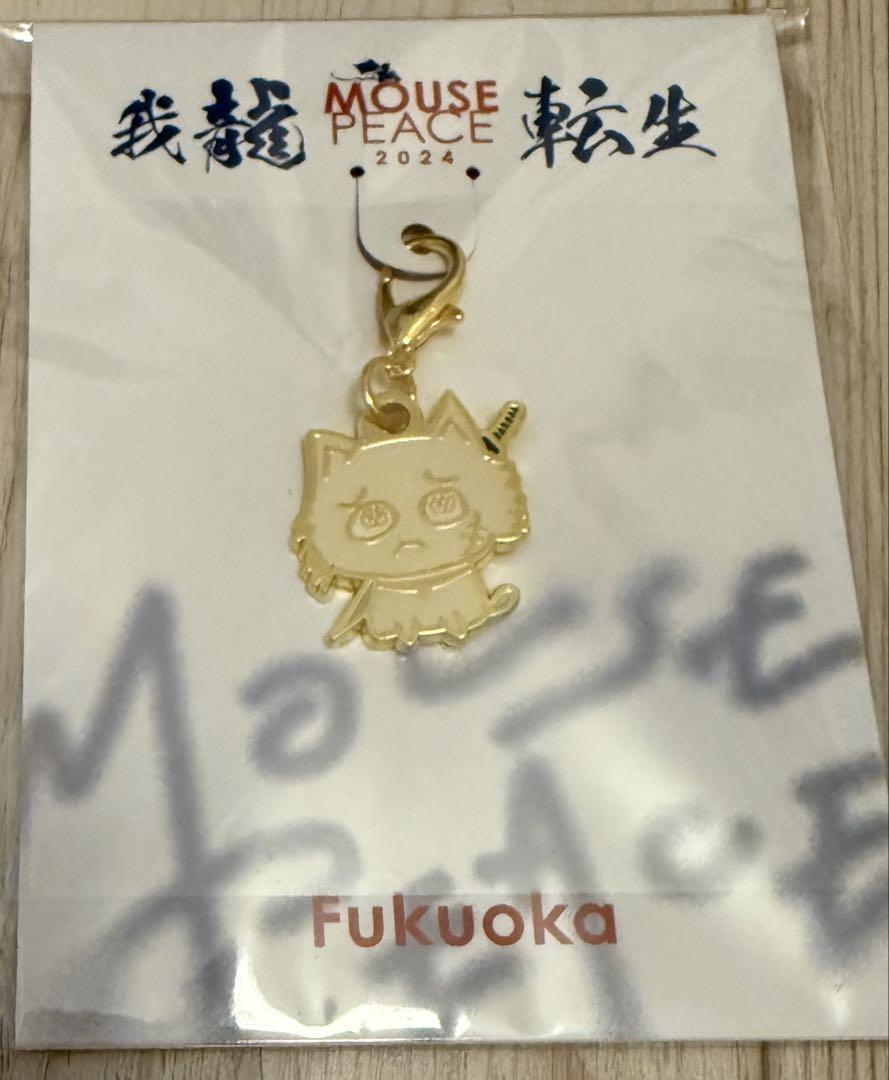 我龍 MOUSE 転生
PEACE
2024
MOUSE
PEACE
Fukuoka